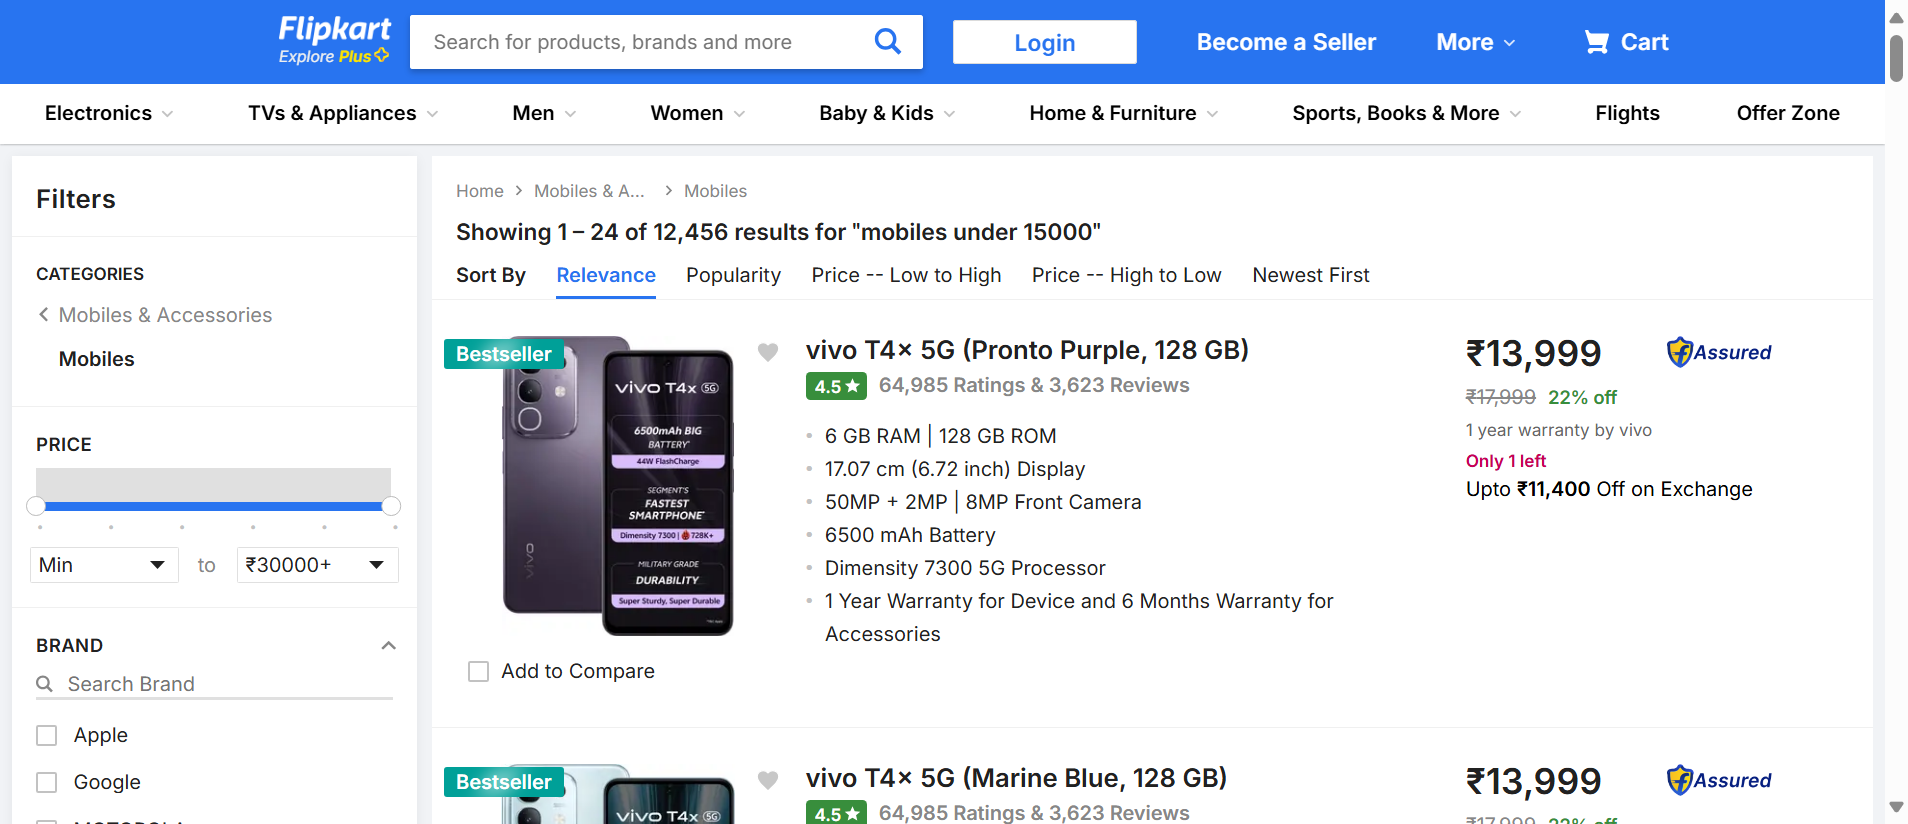 Flipkart
Explore Plus
Search for products, brands and more
Login
Become a Seller
More
Cart
Electronics
TVs & Appliances
Men
Women
Baby & Kids
Home & Furniture
Sports, Books & More
Flights
Offer Zone
Filters
CATEGORIES
Mobiles & Accessories
Mobiles
PRICE
Min
to
₹30000+
BRAND
Search Brand
Apple
Google
MOTOROLA
Home
Mobiles & A...
Mobiles
Showing 1 – 24 of 12,456 results for "mobiles under 15000"
Sort By
Relevance
Popularity
Price -- Low to High
Price -- High to Low
Newest First
Bestseller
vivo
vivo T4x 5G
6500mAh BIG
BATTERY*
44W FlashCharge
SEGMENT'S
FASTEST
SMARTPHONE*
Dimensity 7300 | 728K+
MILITARY GRADE
DURABILITY
Super Sturdy, Super Durable
Add to Compare
vivo T4x 5G (Pronto Purple, 128 GB)
4.5★ 64,985 Ratings & 3,623 Reviews
6 GB RAM | 128 GB ROM
17.07 cm (6.72 inch) Display
50MP + 2MP | 8MP Front Camera
6500 mAh Battery
Dimensity 7300 5G Processor
1 Year Warranty for Device and 6 Months Warranty for
Accessories
₹13,999
Assured
₹17,999 22% off
1 year warranty by vivo
Only 1 left
Upto ₹11,400 Off on Exchange
Bestseller
vivo T4x 5G
vivo T4x 5G (Marine Blue, 128 GB)
4.5★ 64,985 Ratings & 3,623 Reviews
₹13,999
Assured
₹17,999 22% off